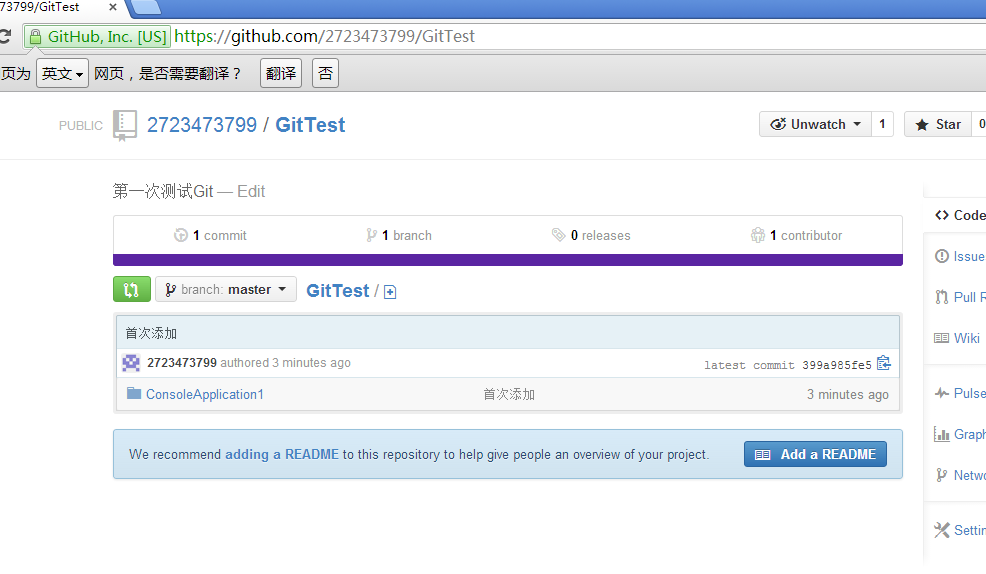 73799/GitTest ×
GitHub, Inc. [US] https://github.com/2723473799/GitTest
页为 英文 网页，是否需要翻译？ 翻译 否
PUBLIC 2723473799 / GitTest Unwatch 1 Star 0
第一次测试Git — Edit
1 commit 1 branch 0 releases 1 contributor
branch: master GitTest /
首次添加
2723473799 authored 3 minutes ago latest commit 399a985fe5
ConsoleApplication1 首次添加 3 minutes ago
We recommend adding a README to this repository to help give people an overview of your project. Add a README
Code
Issue
Pull R
Wiki
Pulse
Graph
Netwo
Settin